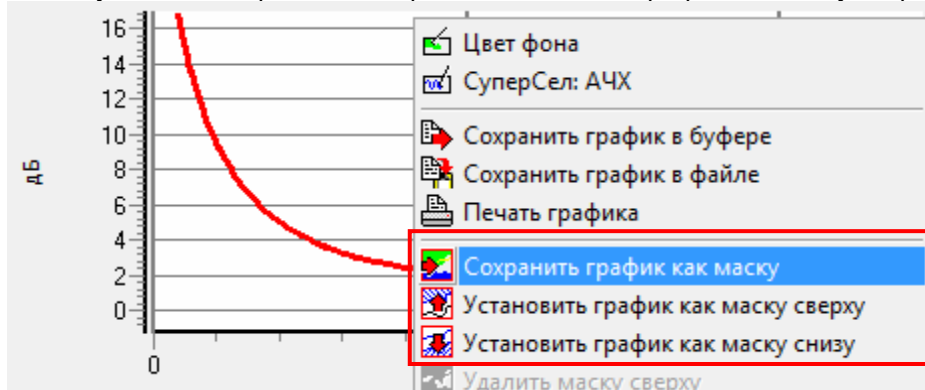 16
14
12
10
8
6
4
2
0
дБ
0
Цвет фона
СуперСел: АЧХ
Сохранить график в буфере
Сохранить график в файле
Печать графика
Сохранить график как маску
Установить график как маску сверху
Установить график как маску снизу
Удалить маску сверху